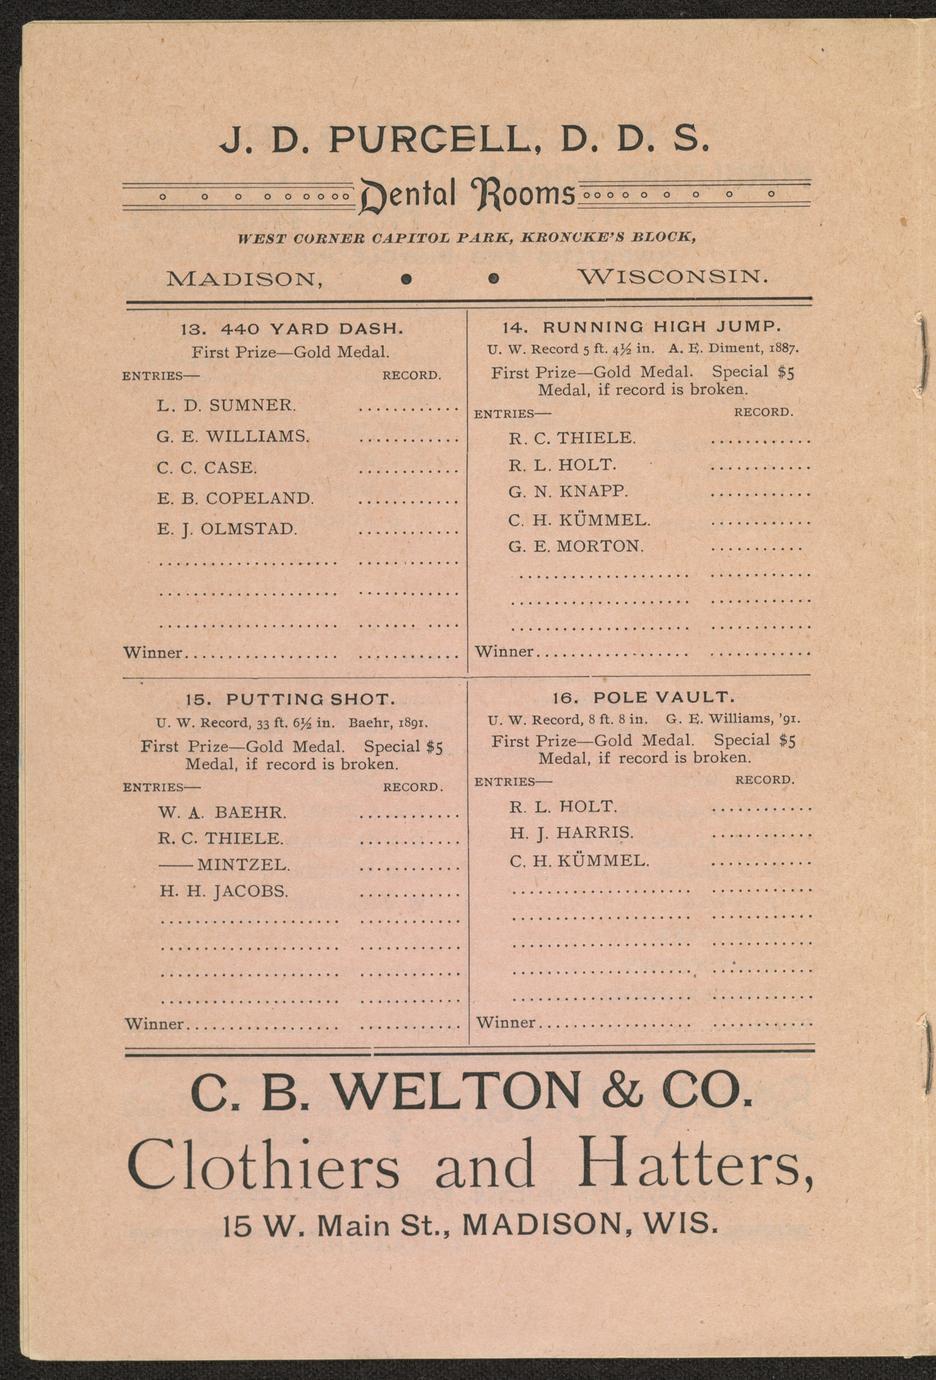 J. D. PURCELL, D. D. S.
Dental Rooms
WEST CORNER CAPITOL PARK, KRONCKE'S BLOCK,
MADISON, • • WISCONSIN.
13. 440 YARD DASH.
First Prize—Gold Medal.
ENTRIES— RECORD.
L. D. SUMNER. ............
G. E. WILLIAMS. ............
C. C. CASE. ............
E. B. COPELAND. ............
E. J. OLMSTAD. ............
..................... ............
..................... ............
..................... ............
Winner.................. ............
14. RUNNING HIGH JUMP.
U. W. Record 5 ft. 4½ in. A. E. Diment, 1887.
First Prize—Gold Medal. Special $5
Medal, if record is broken.
ENTRIES— RECORD.
R. C. THIELE. ............
R. L. HOLT. ............
G. N. KNAPP. ............
C. H. KÜMMEL. ............
G. E. MORTON. ...........
.................... ............
..................... ............
..................... ............
Winner.................. ............
15. PUTTING SHOT.
U. W. Record, 33 ft. 6½ in. Baehr, 1891.
First Prize—Gold Medal. Special $5
Medal, if record is broken.
ENTRIES— RECORD.
W. A. BAEHR. ............
R. C. THIELE. ............
—— MINTZEL. ............
H. H. JACOBS. ............
..................... ............
..................... ............
..................... ............
..................... ............
Winner.................. ............
16. POLE VAULT.
U. W. Record, 8 ft. 8 in. G. E. Williams, '91.
First Prize—Gold Medal. Special $5
Medal, if record is broken.
ENTRIES— RECORD.
R. L. HOLT. ............
H. J. HARRIS. ............
C. H. KÜMMEL. ............
..................... ............
..................... ............
..................... ............
..................... ............
..................... ............
Winner.................. ............
C. B. WELTON & CO.
Clothiers and Hatters,
15 W. Main St., MADISON, WIS.